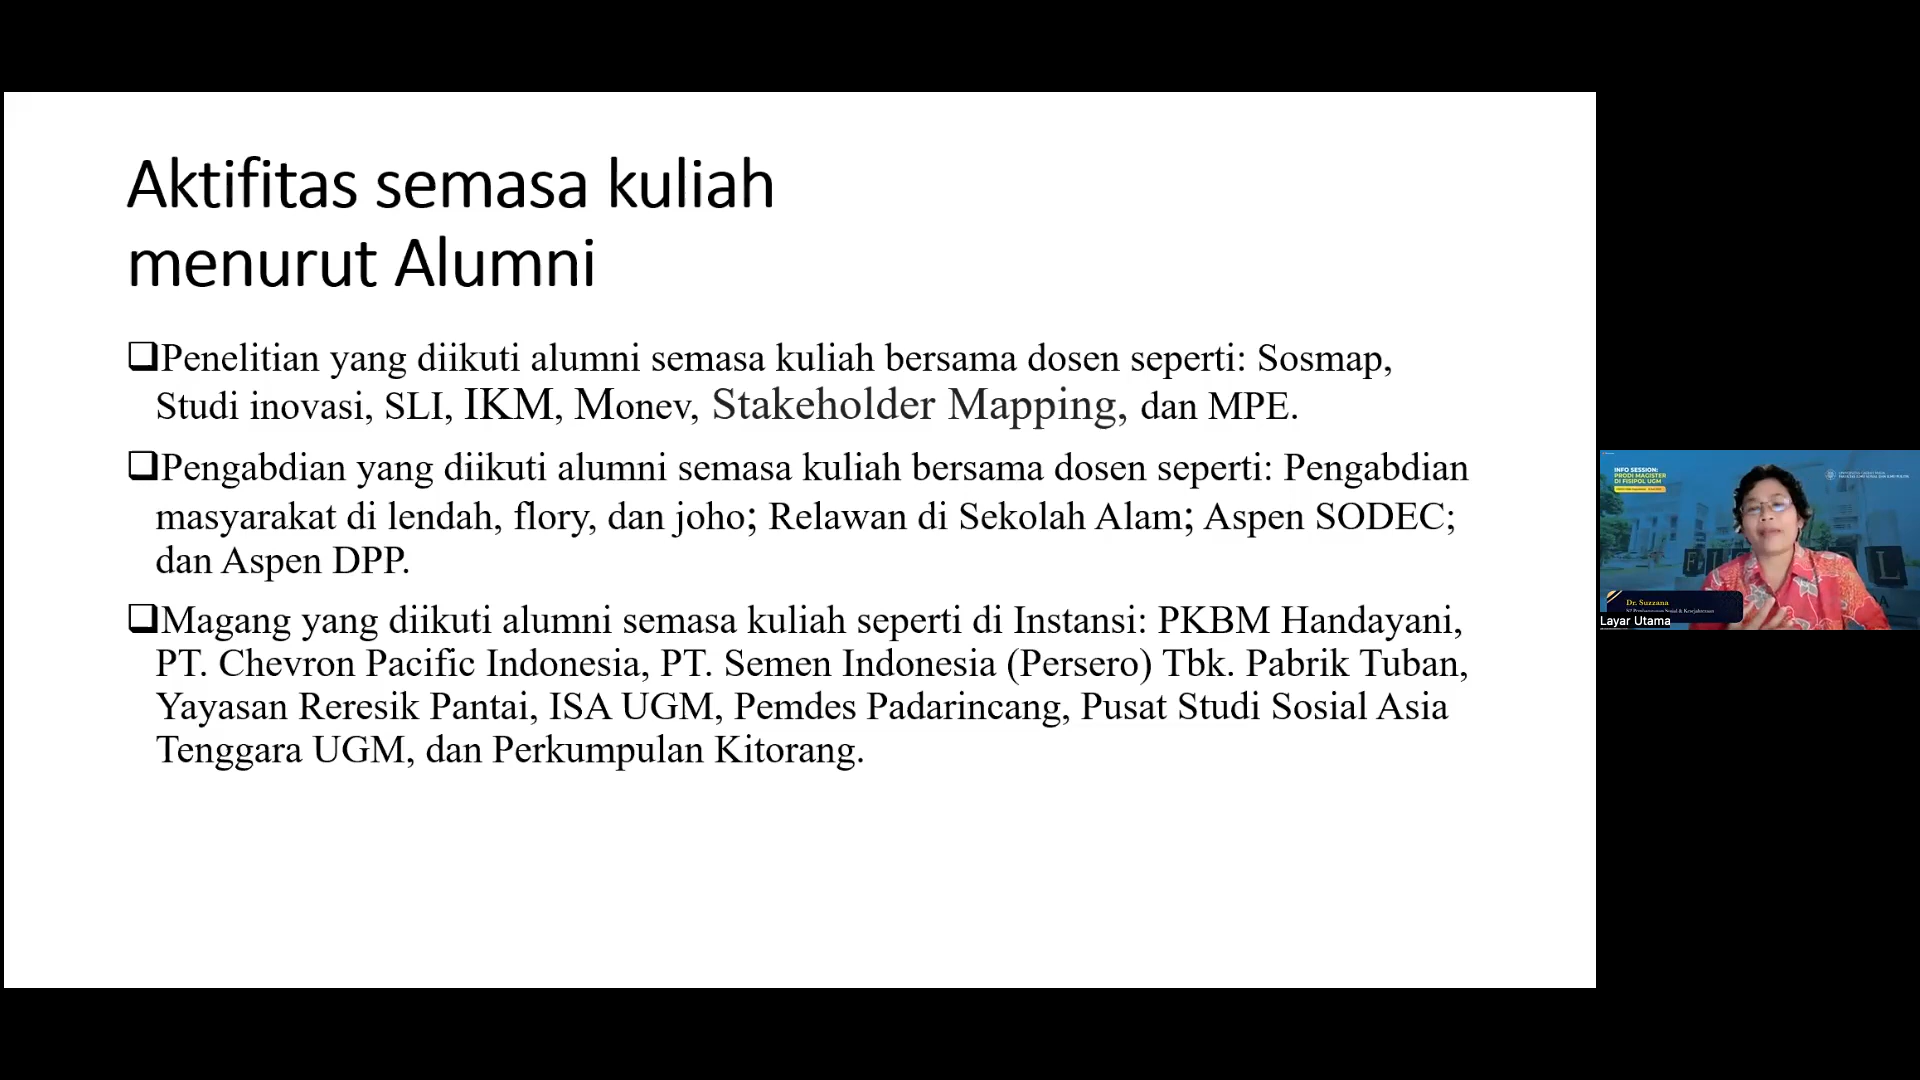 Aktifitas semasa kuliah
menurut Alumni
❑Penelitian yang diikuti alumni semasa kuliah bersama dosen seperti: Sosmap,
Studi inovasi, SLI, IKM, Monev, Stakeholder Mapping, dan MPE.
❑Pengabdian yang diikuti alumni semasa kuliah bersama dosen seperti: Pengabdian
masyarakat di lendah, flory, dan joho; Relawan di Sekolah Alam; Aspen SODEC;
dan Aspen DPP.
❑Magang yang diikuti alumni semasa kuliah seperti di Instansi: PKBM Handayani,
PT. Chevron Pacific Indonesia, PT. Semen Indonesia (Persero) Tbk. Pabrik Tuban,
Yayasan Reresik Pantai, ISA UGM, Pemdes Padarincang, Pusat Studi Sosial Asia
Tenggara UGM, dan Perkumpulan Kitorang.
INFO SESSION:
PRODI MAGISTER
DI FISIPOL UGM
Dr. Suzzana
Layar Utama